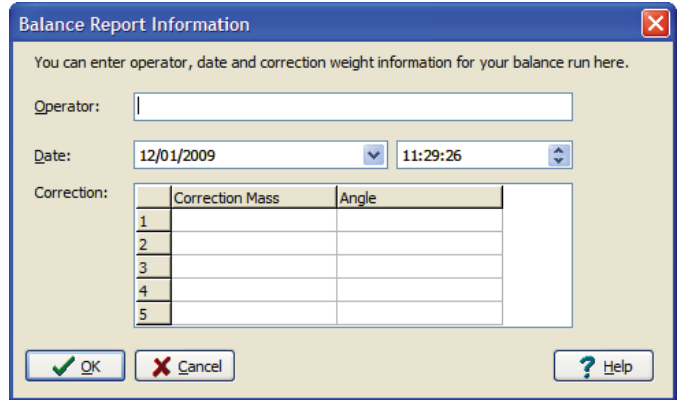 Balance Report Information
You can enter operator, date and correction weight information for your balance run here.
Operator:
Date: 12/01/2009 11:29:26
Correction:
Correction Mass Angle
1
2
3
4
5
OK Cancel Help